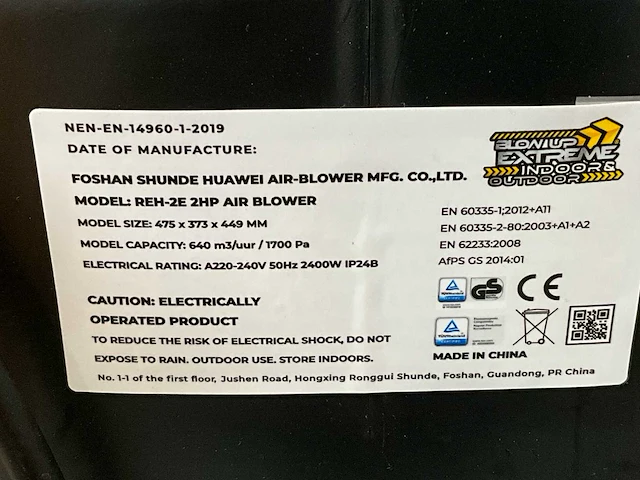 NEN-EN-14960-1-2019
DATE OF MANUFACTURE:
BLOW UP
EXTREME
INDOOR &
OUTDOOR
FOSHAN SHUNDE HUAWEI AIR-BLOWER MFG. CO.,LTD.
MODEL: REH-2E 2HP AIR BLOWER
MODEL SIZE: 475 x 373 x 449 MM
MODEL CAPACITY: 640 m3/uur / 1700 Pa
ELECTRICAL RATING: A220-240V 50Hz 2400W IP24B
EN 60335-1;2012+A11
EN 60335-2-80:2003+A1+A2
EN 62233:2008
AfPS GS 2014:01
GS
CE
CAUTION: ELECTRICALLY
OPERATED PRODUCT
TO REDUCE THE RISK OF ELECTRICAL SHOCK, DO NOT
EXPOSE TO RAIN. OUTDOOR USE. STORE INDOORS.
MADE IN CHINA
No. 1-1 of the first floor, Jushen Road, Hongxing Ronggui Shunde, Foshan, Guandong, PR China